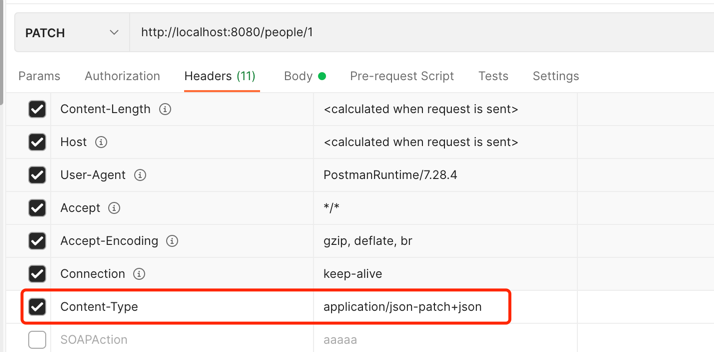 PATCH http://localhost:8080/people/1
Params Authorization Headers (11) Body Pre-request Script Tests Settings
Content-Length <calculated when request is sent>
Host <calculated when request is sent>
User-Agent PostmanRuntime/7.28.4
Accept */*
Accept-Encoding gzip, deflate, br
Connection keep-alive
Content-Type application/json-patch+json
SOAPAction aaaaa